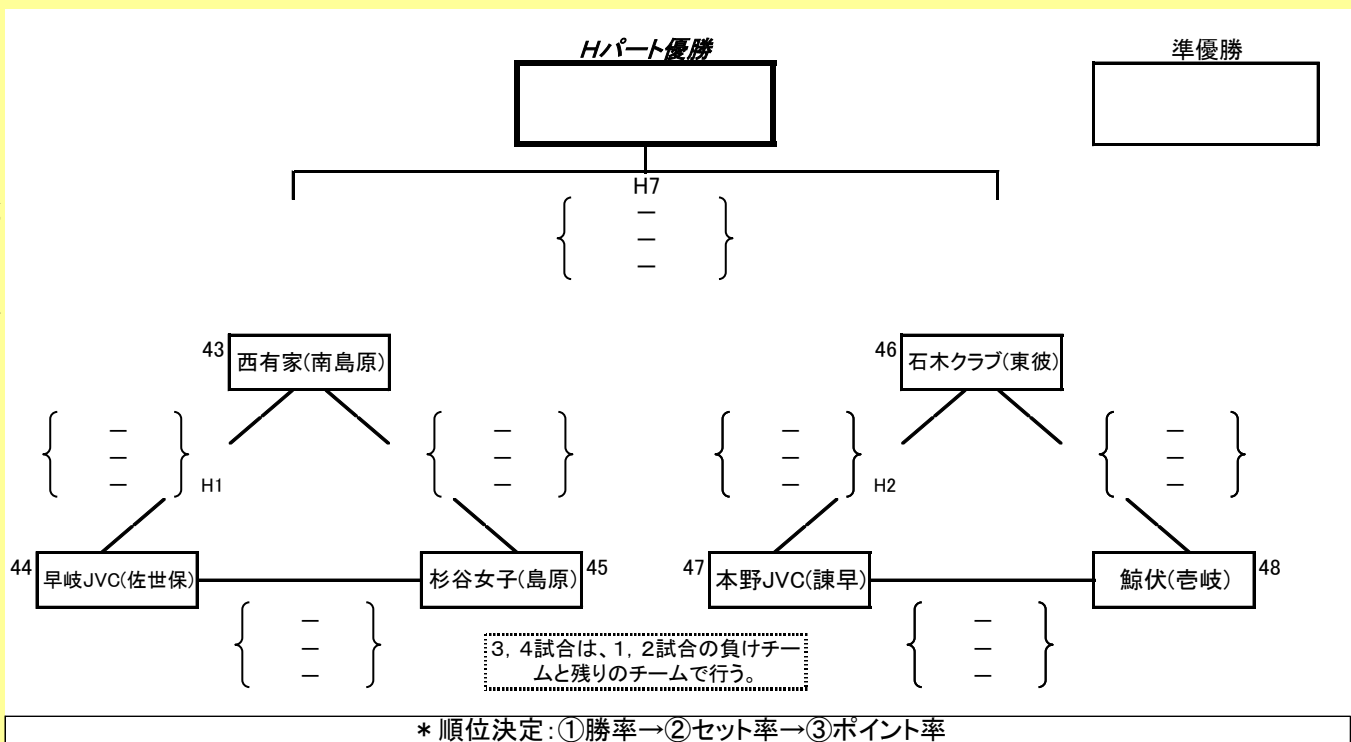 Hパート優勝
準優勝
H7
－
－
－
43
西有家(南島原)
46
石木クラブ(東彼)
－
－
－
H1
－
－
－
－
－
－
H2
－
－
－
44
早岐JVC(佐世保)
杉谷女子(島原)
45
47
本野JVC(諫早)
鯨伏(壱岐)
48
－
－
－
3，4試合は、1，2試合の負けチー
ムと残りのチームで行う。
－
－
－
＊順位決定：①勝率→②セット率→③ポイント率